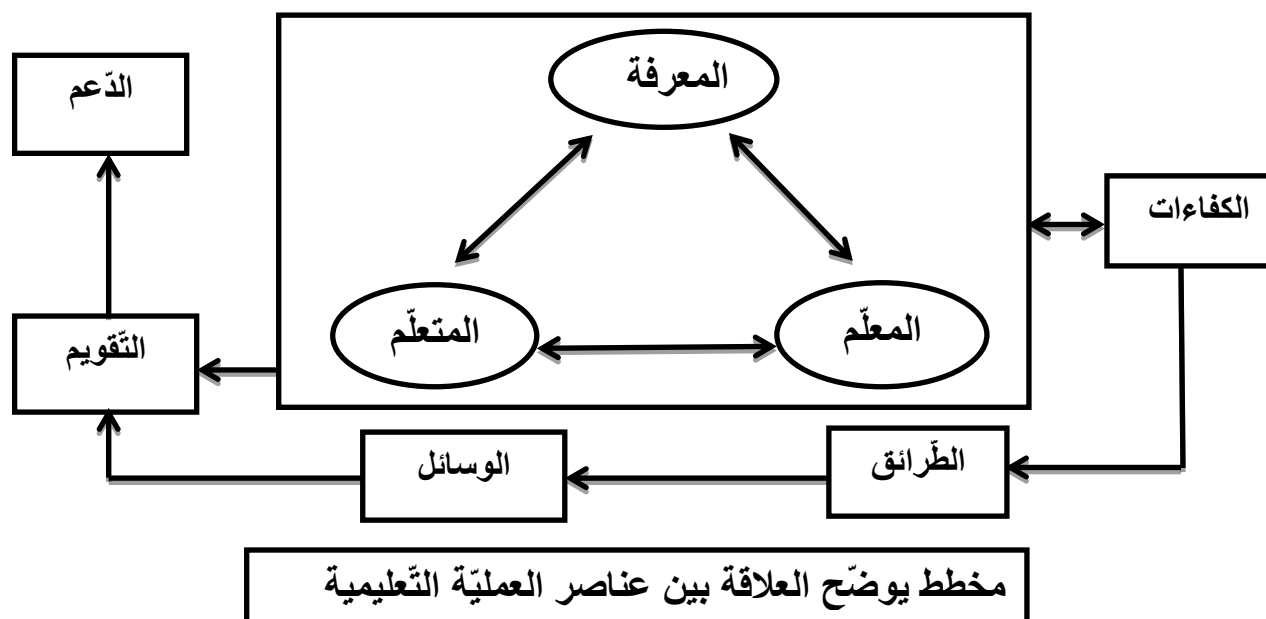 المعرفة
الدّعم
الكفاءات
المعلّم
المتعلّم
التّقويم
الطّرائق
الوسائل
مخطط يوضّح العلاقة بين عناصر العمليّة التّعليمية